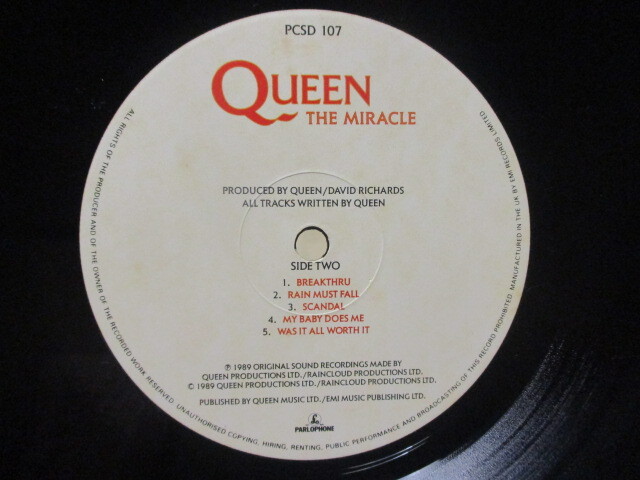 PCSD 107
QUEEN
THE MIRACLE
PRODUCED BY QUEEN/DAVID RICHARDS
ALL TRACKS WRITTEN BY QUEEN
SIDE TWO
1. BREAKTHRU
2. RAIN MUST FALL
3. SCANDAL
4. MY BABY DOES ME
5. WAS IT ALL WORTH IT
℗ 1989 ORIGINAL SOUND RECORDINGS MADE BY
QUEEN PRODUCTIONS LTD./RAINCLOUD PRODUCTIONS LTD.
© 1989 QUEEN PRODUCTIONS LTD./RAINCLOUD PRODUCTIONS LTD.
PUBLISHED BY QUEEN MUSIC LTD./EMI MUSIC PUBLISHING LTD.
PARLOPHONE
ALL RIGHTS OF THE PRODUCER AND OF THE OWNER OF THE RECORDED WORK RESERVED. UNAUTHORISED COPYING, HIRING, RENTING, PUBLIC PERFORMANCE AND BROADCASTING OF THIS RECORD PROHIBITED. MANUFACTURED IN THE UK BY EMI RECORDS LIMITED